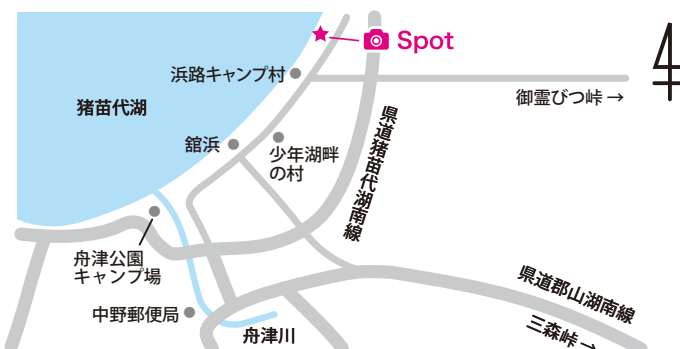 Spot
浜路キャンプ村
御霊びつ峠→
猪苗代湖
県道猪苗代湖南線
舘浜
少年湖畔
の村
舟津公園
キャンプ場
県道郡山湖南線
中野郵便局
三森峠→
舟津川